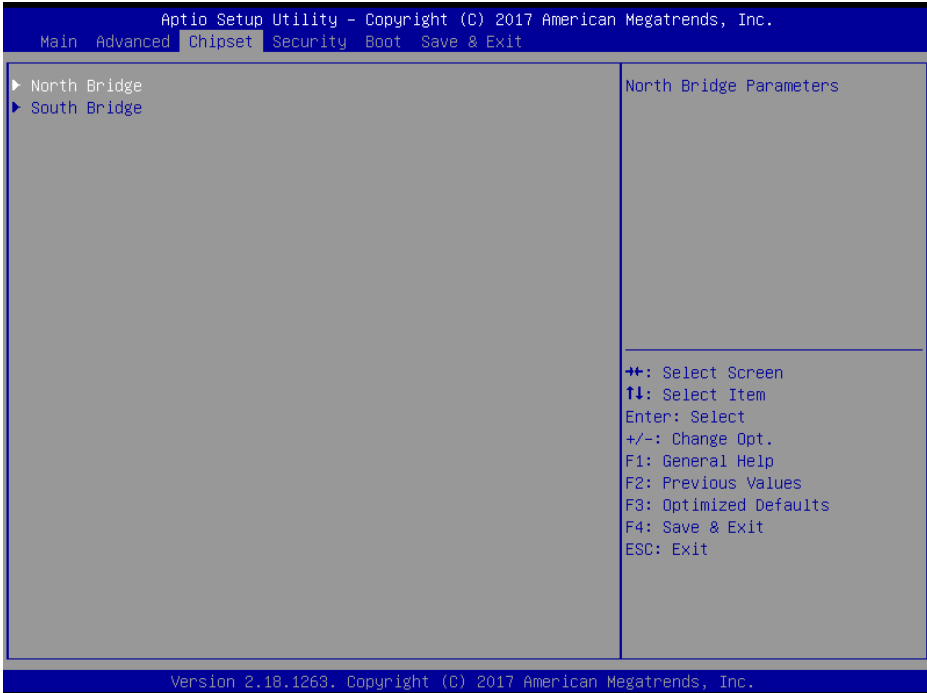 Aptio Setup Utility – Copyright (C) 2017 American Megatrends, Inc.
Main Advanced Chipset Security Boot Save & Exit
▶ North Bridge
▶ South Bridge
North Bridge Parameters
→←: Select Screen
↑↓: Select Item
Enter: Select
+/-: Change Opt.
F1: General Help
F2: Previous Values
F3: Optimized Defaults
F4: Save & Exit
ESC: Exit
Version 2.18.1263. Copyright (C) 2017 American Megatrends, Inc.